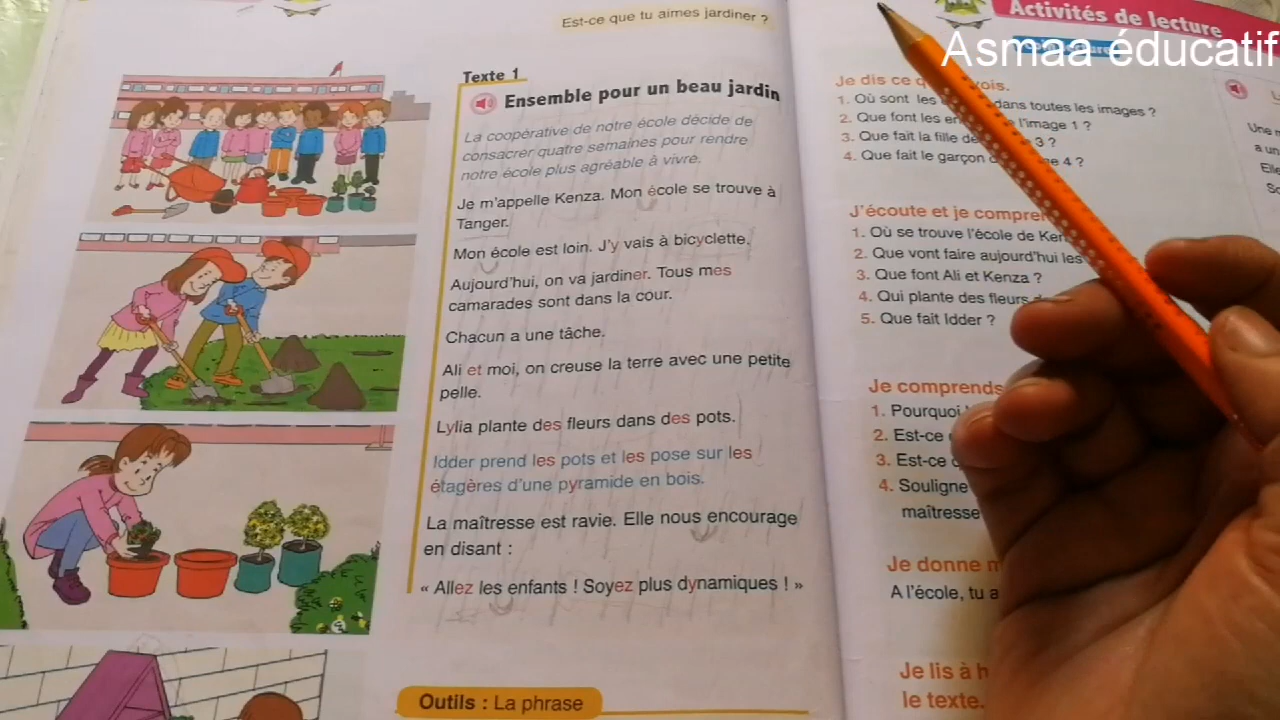 Est-ce que tu aimes jardiner ?
Texte 1
Ensemble pour un beau jardin
La coopérative de notre école décide de
consacrer quatre semaines pour rendre
notre école plus agréable à vivre.
Je m'appelle Kenza. Mon école se trouve à
Tanger.
Mon école est loin. J'y vais à bicyclette.
Aujourd'hui, on va jardiner. Tous mes
camarades sont dans la cour.
Chacun a une tâche.
Ali et moi, on creuse la terre avec une petite
pelle.
Lylia plante des fleurs dans des pots.
Idder prend les pots et les pose sur les
étagères d'une pyramide en bois.
La maîtresse est ravie. Elle nous encourage
en disant :
« Allez les enfants ! Soyez plus dynamiques ! »
Outils : La phrase
Activités de lecture
Asmaa éducatif
Je dis ce vois.
1. Où sont les dans toutes les images ?
2. Que font les l'image 1 ?
3. Que fait la fille 3 ?
4. Que fait le garçon 4 ?
J'écoute et je
1. Où se trouve l'école de
2. Que vont faire aujourd'hui les
3. Que font Ali et Kenza ?
4. Qui plante des fleurs
5. Que fait Idder ?
Je comprends
1. Pourquoi
2. Est-ce
3. Est-ce
4. Souligne
maîtresse
Je donne
A l'école, tu a
Je lis à
le texte.
Une
a un